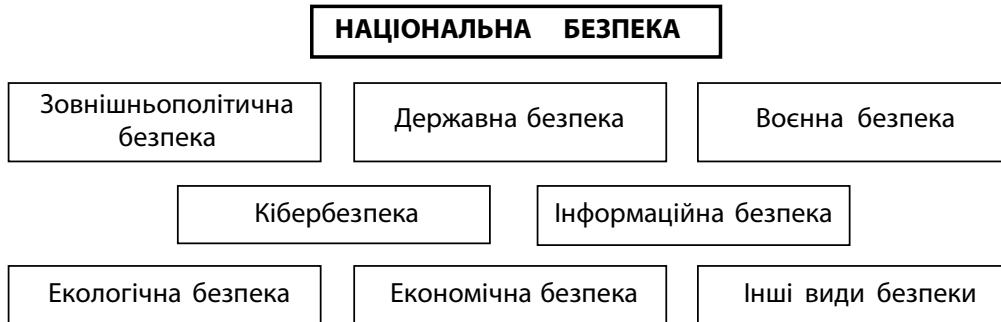 НАЦІОНАЛЬНА БЕЗПЕКА
Зовнішньополітична
безпека
Державна безпека
Воєнна безпека
Кібербезпека
Інформаційна безпека
Екологічна безпека
Економічна безпека
Інші види безпеки